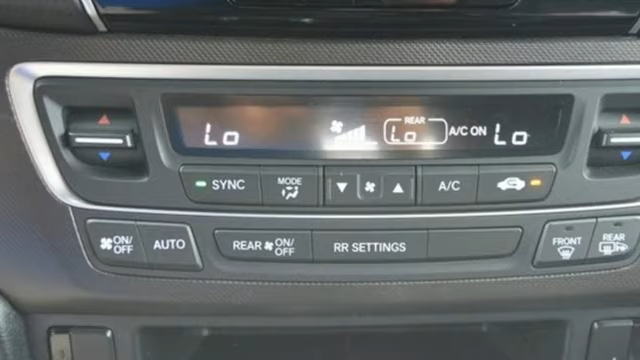 REAR
Lo Lo A/C ON Lo
SYNC MODE A/C
ON/OFF AUTO REAR ON/OFF RR SETTINGS FRONT REAR